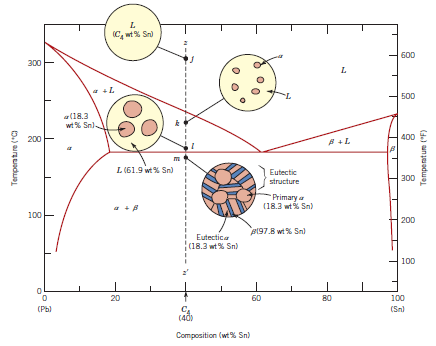 L
(C4 wt% Sn)
z
j
α
L
L
α + L
α (18.3
wt% Sn)
k
l
m
L (61.9 wt% Sn)
α
β + L
β
Eutectic
structure
Primary α
(18.3 wt% Sn)
β (97.8 wt% Sn)
Eutectic α
(18.3 wt% Sn)
α + β
z'
300
200
100
0
600
500
400
300
200
100
Temperature (°C)
Temperature (°F)
0
20
60
80
100
(Pb)
C4
(40)
(Sn)
Composition (wt% Sn)